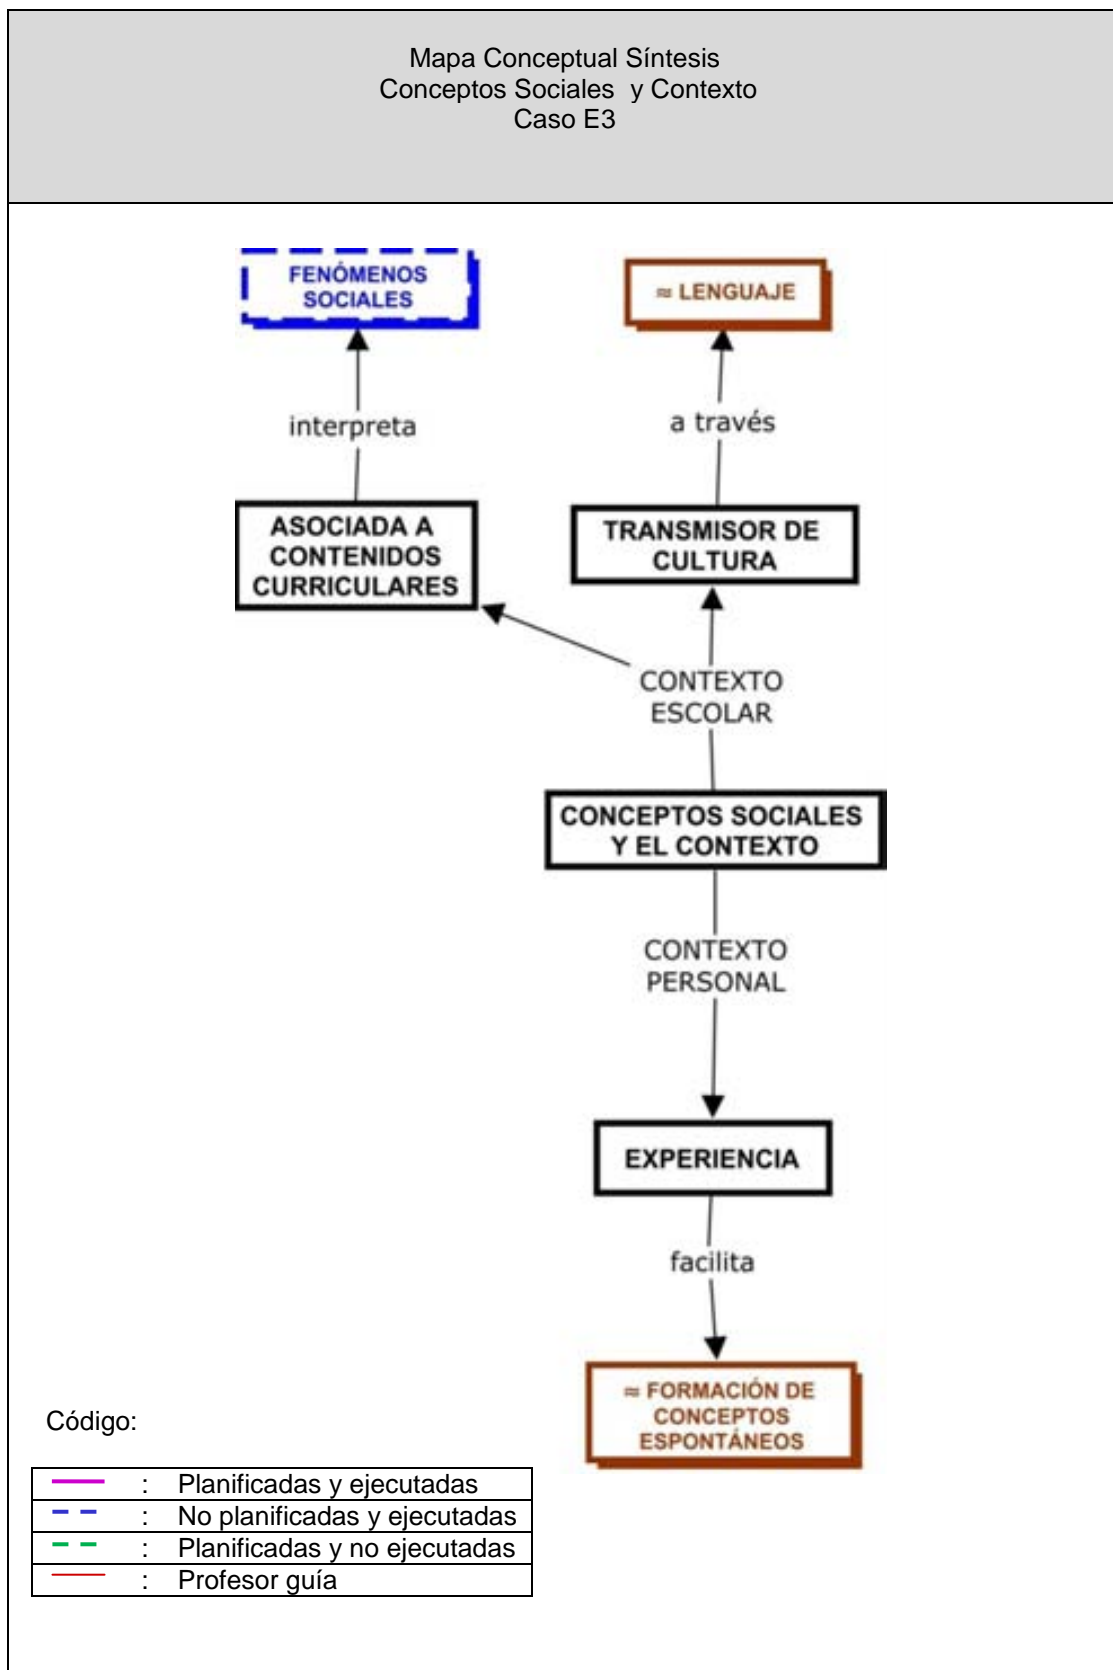 Mapa Conceptual Síntesis
Conceptos Sociales y Contexto
Caso E3
FENÓMENOS
SOCIALES
≈ LENGUAJE
interpreta
a través
ASOCIADA A
CONTENIDOS
CURRICULARES
TRANSMISOR DE
CULTURA
CONTEXTO
ESCOLAR
CONCEPTOS SOCIALES
Y EL CONTEXTO
CONTEXTO
PERSONAL
EXPERIENCIA
facilita
≈ FORMACIÓN DE
CONCEPTOS
ESPONTÁNEOS
Código:
: Planificadas y ejecutadas
: No planificadas y ejecutadas
: Planificadas y no ejecutadas
: Profesor guía